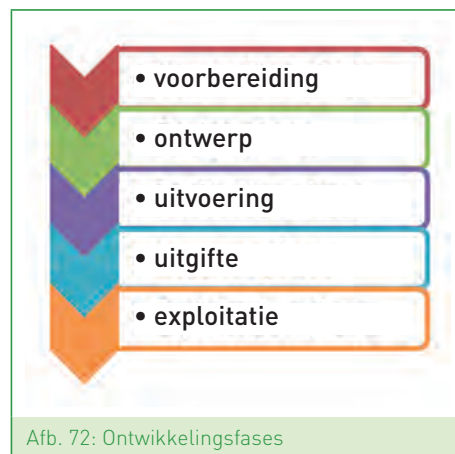 • voorbereiding
• ontwerp
• uitvoering
• uitgifte
• exploitatie
Afb. 72: Ontwikkelingsfases